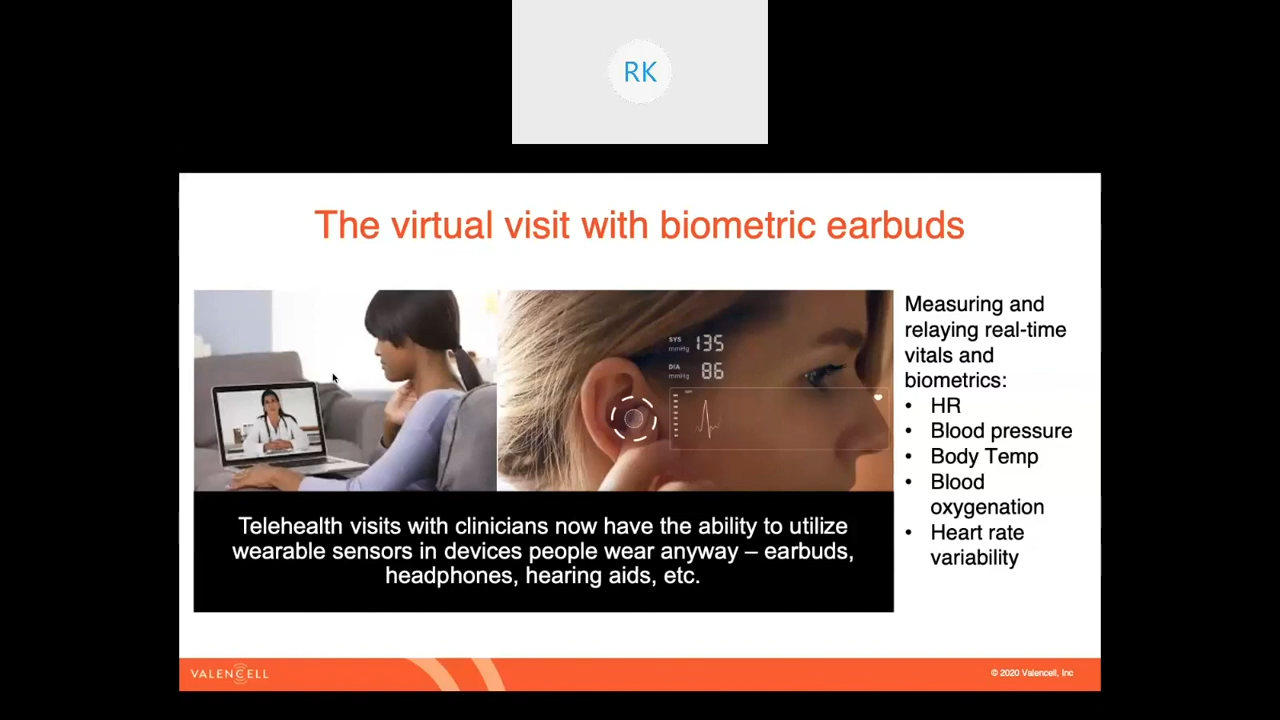 RK
The virtual visit with biometric earbuds
SYS
mmHg
135
DIA
mmHg
86
Measuring and
relaying real-time
vitals and
biometrics:
• HR
• Blood pressure
• Body Temp
• Blood
oxygenation
• Heart rate
variability
Telehealth visits with clinicians now have the ability to utilize
wearable sensors in devices people wear anyway – earbuds,
headphones, hearing aids, etc.
VALENCELL
© 2020 Valencell, Inc